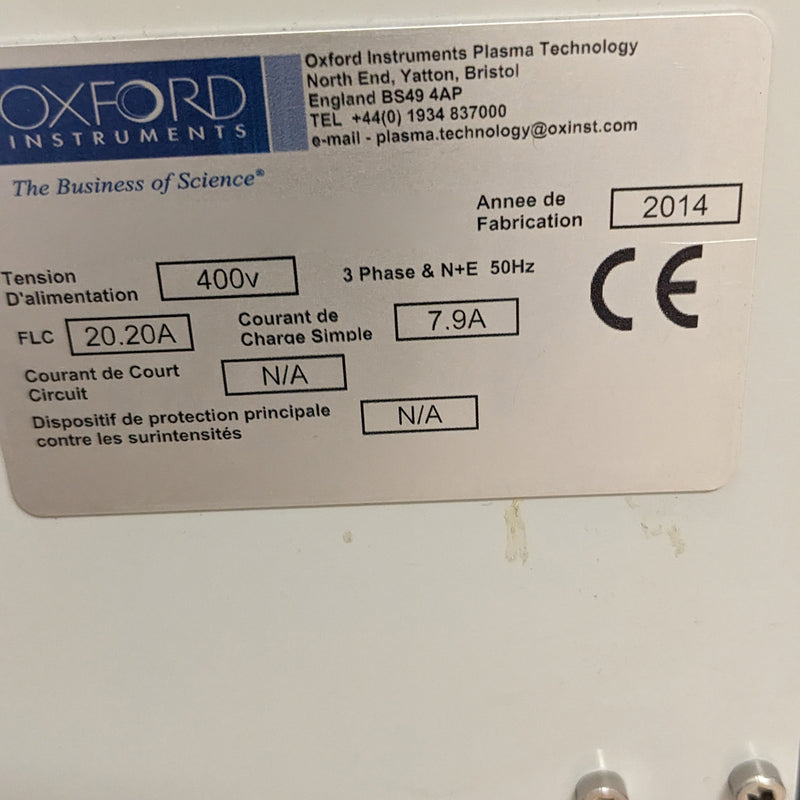 OXFORD
INSTRUMENTS
The Business of Science®
Oxford Instruments Plasma Technology
North End, Yatton, Bristol
England BS49 4AP
TEL +44(0) 1934 837000
e-mail - plasma.technology@oxinst.com
Annee de
Fabrication
2014
Tension
D'alimentation
400v
3 Phase & N+E 50Hz
CE
FLC
20.20A
Courant de
Charge Simple
7.9A
Courant de Court
Circuit
N/A
Dispositif de protection principale
contre les surintensités
N/A